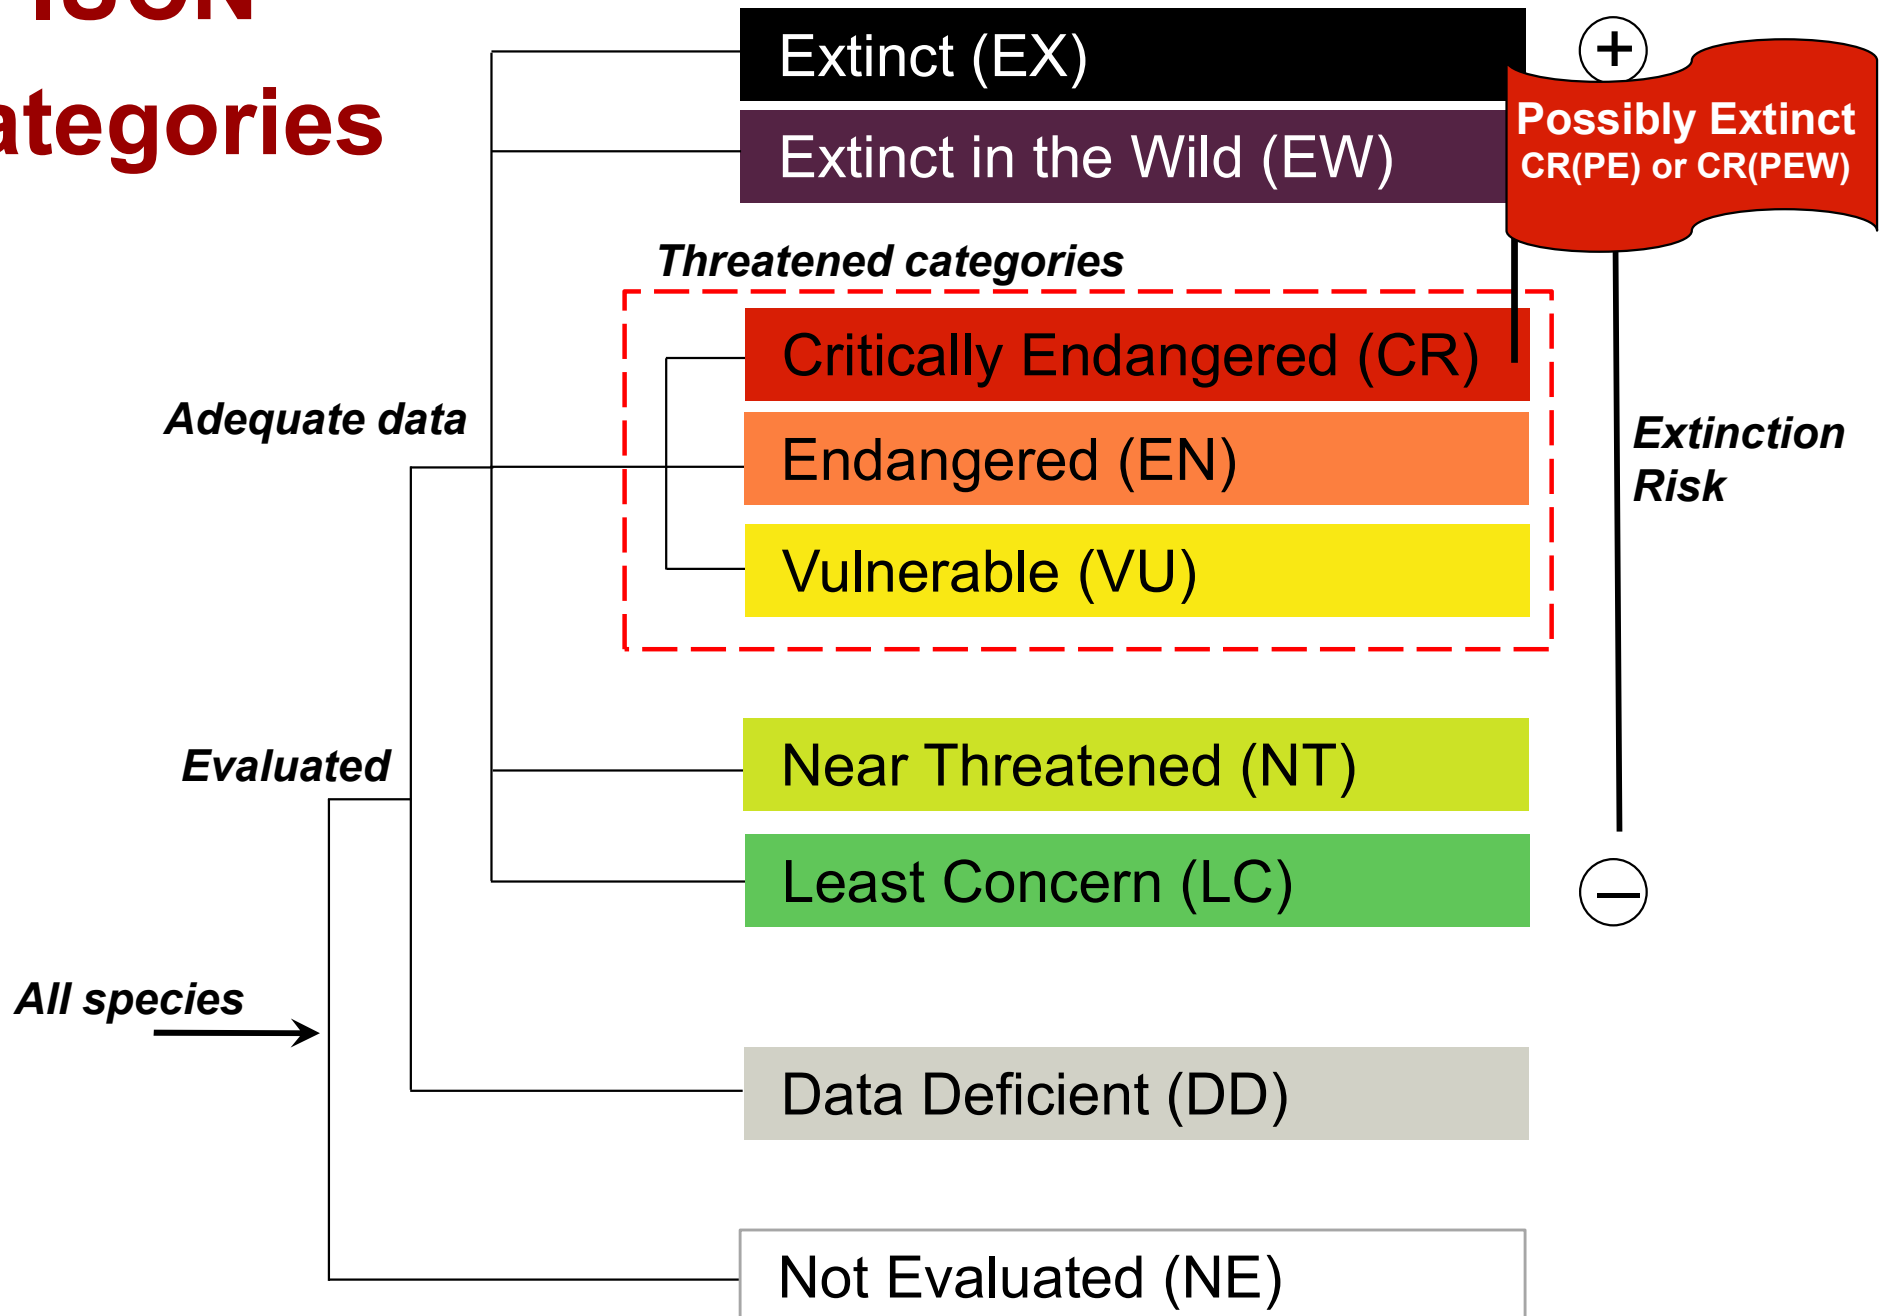 ategories
Extinct (EX)
Extinct in the Wild (EW)
+
Possibly Extinct
CR(PE) or CR(PEW)
Threatened categories
Critically Endangered (CR)
Endangered (EN)
Vulnerable (VU)
Adequate data
Extinction
Risk
Near Threatened (NT)
Evaluated
Least Concern (LC)
All species
Data Deficient (DD)
Not Evaluated (NE)